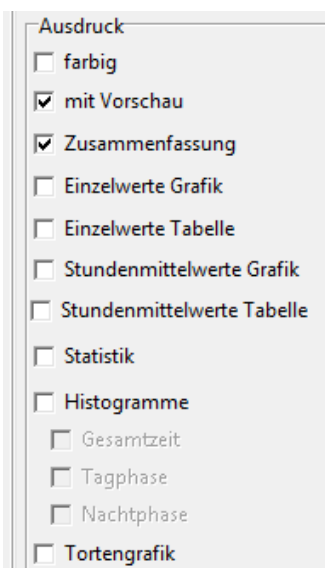 Ausdruck
farbig
mit Vorschau
Zusammenfassung
Einzelwerte Grafik
Einzelwerte Tabelle
Stundenmittelwerte Grafik
Stundenmittelwerte Tabelle
Statistik
Histogramme
Gesamtzeit
Tagphase
Nachtphase
Tortengrafik